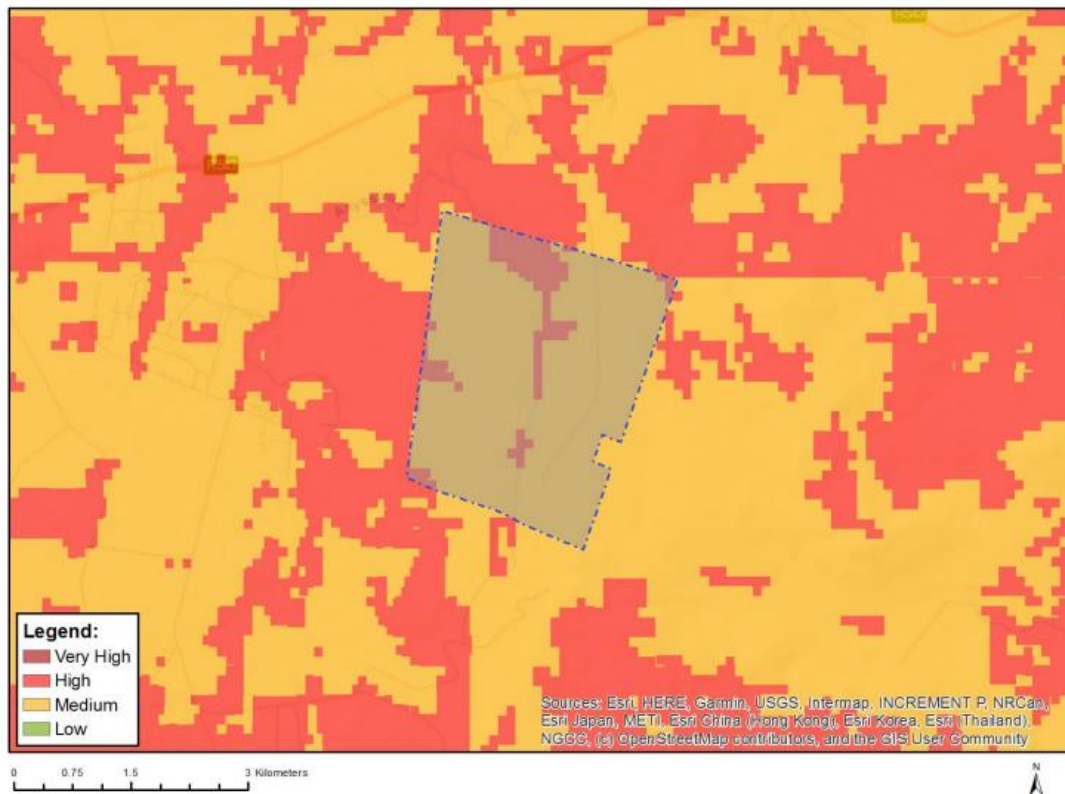 Legend:
Very High
High
Medium
Low
Sources: Esri, HERE, Garmin, USGS, Intermap, INCREMENT P, NRCan,
Esri Japan, METI, Esri China (Hong Kong), Esri Korea, Esri (Thailand),
NGCC, (c) OpenStreetMap contributors, and the GIS User Community
0 0.75 1.5 3 Kilometers
N